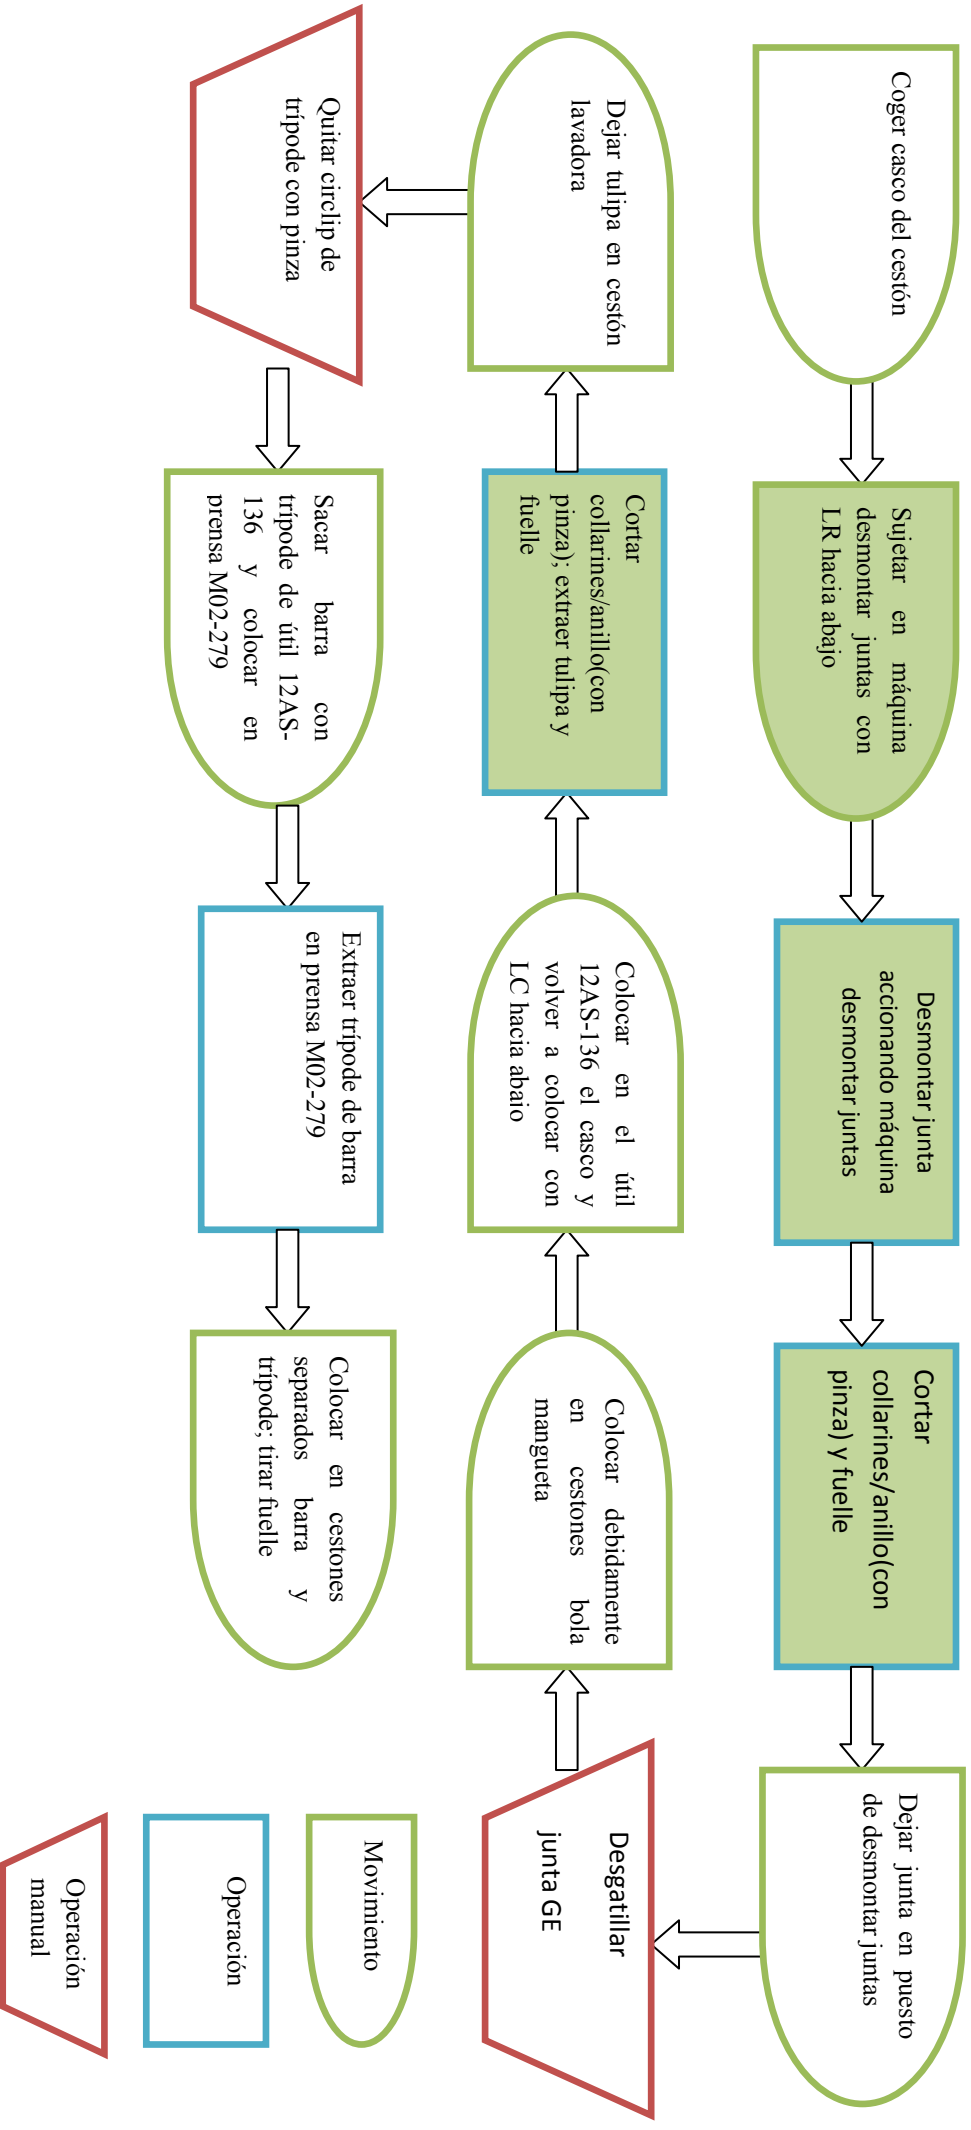 Coger casco del cestón
Sujetar en máquina
desmontar juntas con
LR hacia abajo
Desmontar junta
accionando máquina
desmontar juntas
Cortar
collarines/anillo(con
pinza) y fuelle
Dejar junta en puesto
de desmontar juntas
Desgatillar
junta GE
Colocar debidamente
en cestones bola
mangueta
Colocar en el útil
12AS-136 el casco y
volver a colocar con
LC hacia abaio
Cortar
collarines/anillo(con
pinza); extraer tulipa y
fuelle
Dejar tulipa en cestón
lavadora
Quitar circlip de
trípode con pinza
Sacar barra con
trípode de útil 12AS-
136 y colocar en
prensa M02-279
Extraer trípode de barra
en prensa M02-279
Colocar en cestones
separados barra y
trípode; tirar fuelle
Movimiento
Operación
Operación
manual